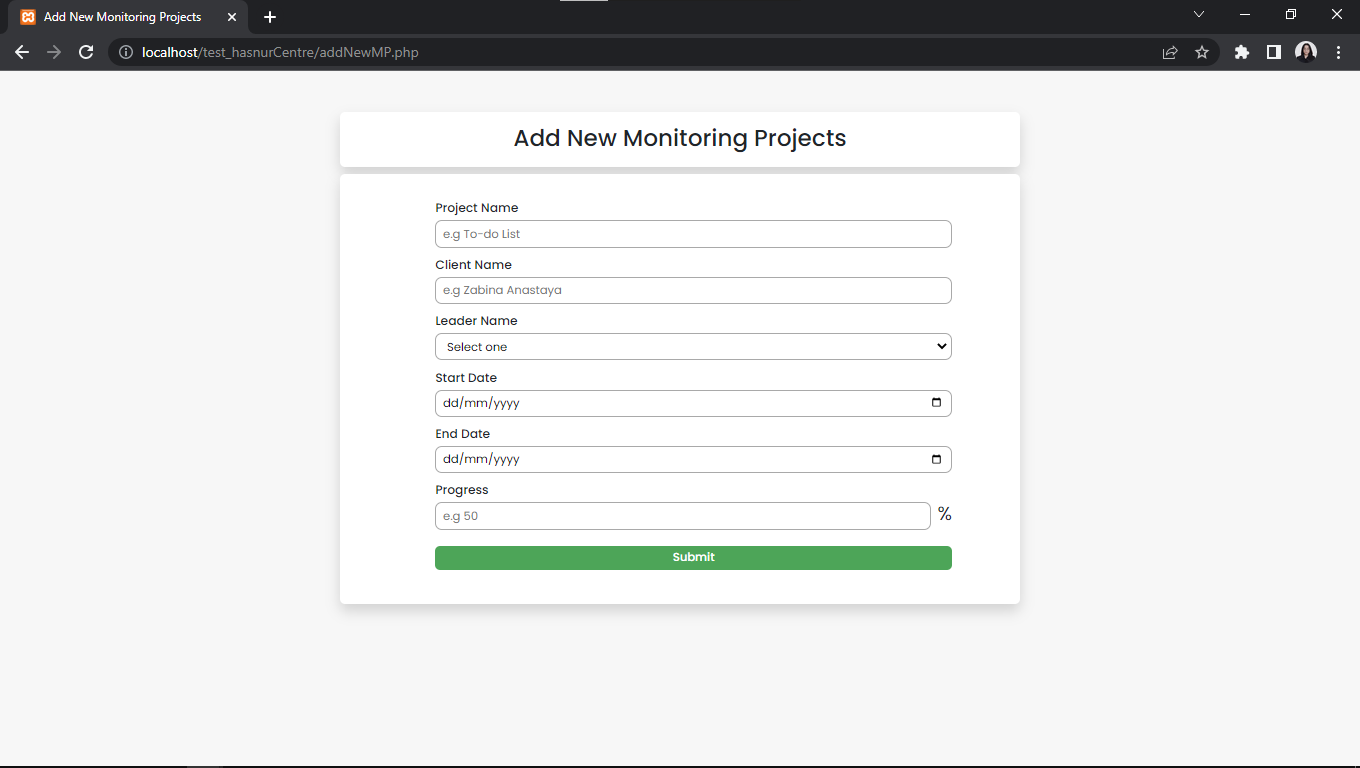 Add New Monitoring Projects
localhost/test_hasnurCentre/addNewMP.php
Add New Monitoring Projects
Project Name
e.g To-do List
Client Name
e.g Zabina Anastaya
Leader Name
Select one
Start Date
dd/mm/yyyy
End Date
dd/mm/yyyy
Progress
e.g 50 %
Submit